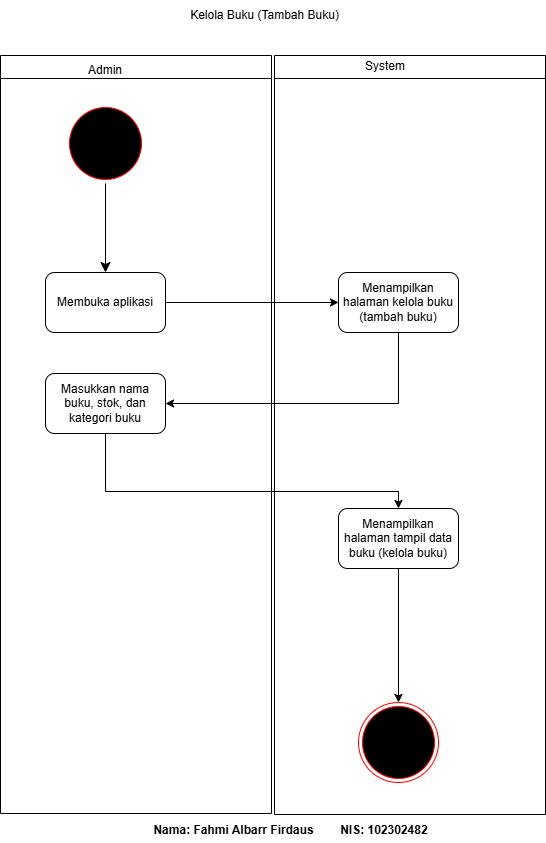 Kelola Buku (Tambah Buku)
Admin
System
Membuka aplikasi
Menampilkan
halaman kelola buku
(tambah buku)
Masukkan nama
buku, stok, dan
kategori buku
Menampilkan
halaman tampil data
buku (kelola buku)
Nama: Fahmi Albarr Firdaus NIS: 102302482